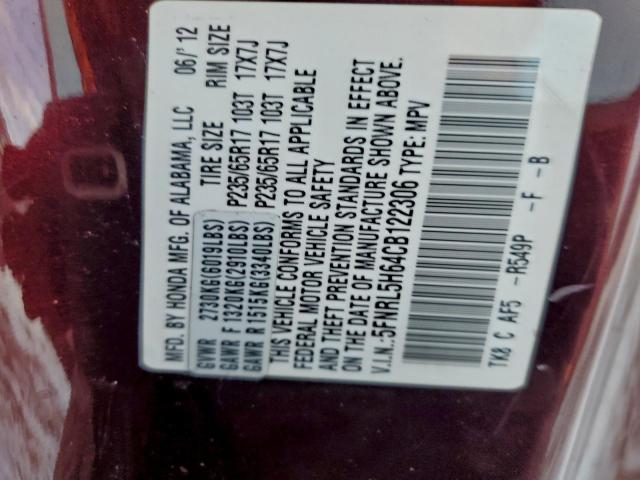 MFD. BY HONDA MFG. OF ALABAMA, LLC 06/'12
GVWR 2730KG(6019LBS) TIRE SIZE RIM SIZE
GAWR F 1320KG(2910LBS) P235/65R17 103T 17X7J
GAWR R 1515KG(3340LBS) P235/65R17 103T 17X7J
THIS VEHICLE CONFORMS TO ALL APPLICABLE
FEDERAL MOTOR VEHICLE SAFETY
AND THEFT PREVENTION STANDARDS IN EFFECT
ON THE DATE OF MANUFACTURE SHOWN ABOVE.
V.I.N.:5FNRL5H64CB122306 TYPE:MPV
TK8 C AF5 -R549P -F -B